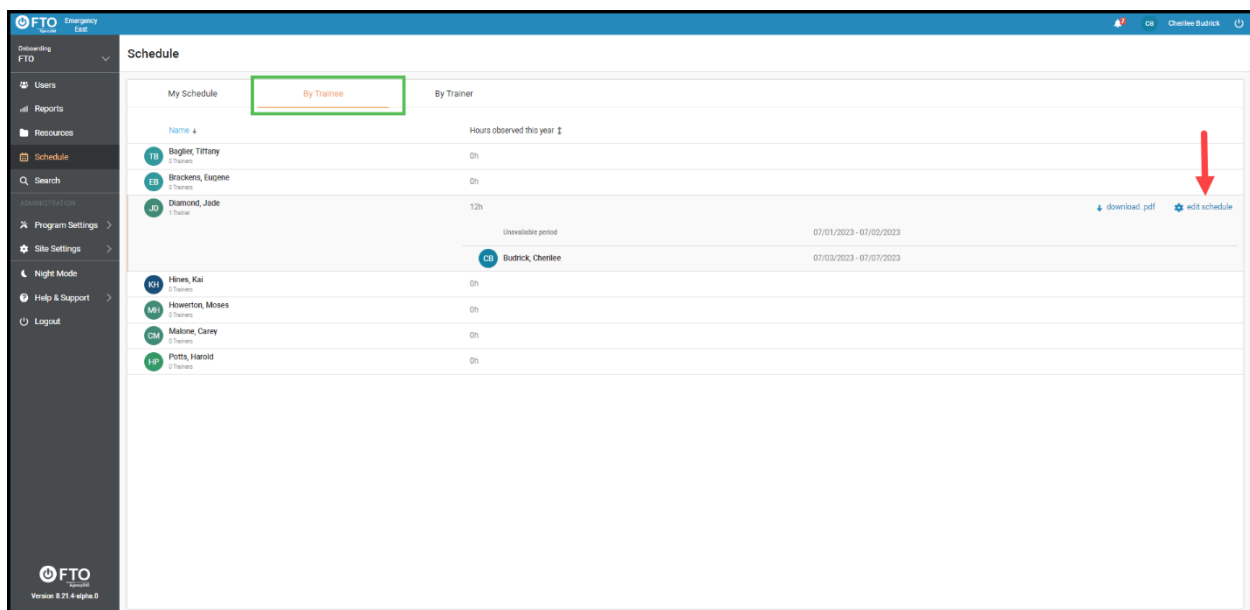 FTO Emergency East
2 CB Cherilee Budrick
Onboarding
FTO
Schedule
Users
Reports
Resources
Schedule
Search
ADMINISTRATION
Program Settings
Site Settings
Night Mode
Help & Support
Logout
FTO
Agency360
Version 8.21.4-alpha.0
My Schedule By Trainee By Trainer
Name Hours observed this year
TB Baglier, Tiffany 0h
0 Trainers
EB Brackens, Eugene 0h
0 Trainers
JD Diamond, Jade 12h download .pdf edit schedule
1 Trainer
Unavailable period 07/01/2023 - 07/02/2023
CB Budrick, Cherilee 07/03/2023 - 07/07/2023
KH Hines, Kai 0h
0 Trainers
MH Howerton, Moses 0h
0 Trainers
CM Malone, Carey 0h
0 Trainers
HP Potts, Harold 0h
0 Trainers